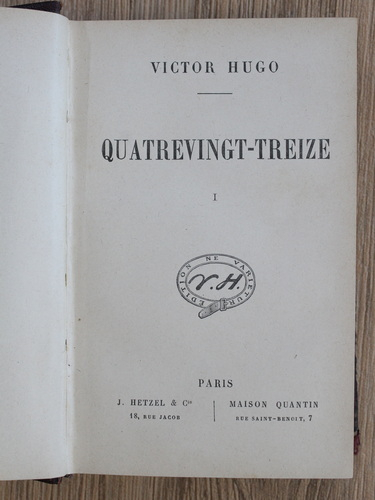 VICTOR HUGO
QUATREVINGT-TREIZE
I
EDITION NE VARIETUR
V.H.
PARIS
J. HETZEL & Cie
18, RUE JACOB
MAISON QUANTIN
RUE SAINT-BENOIT, 7